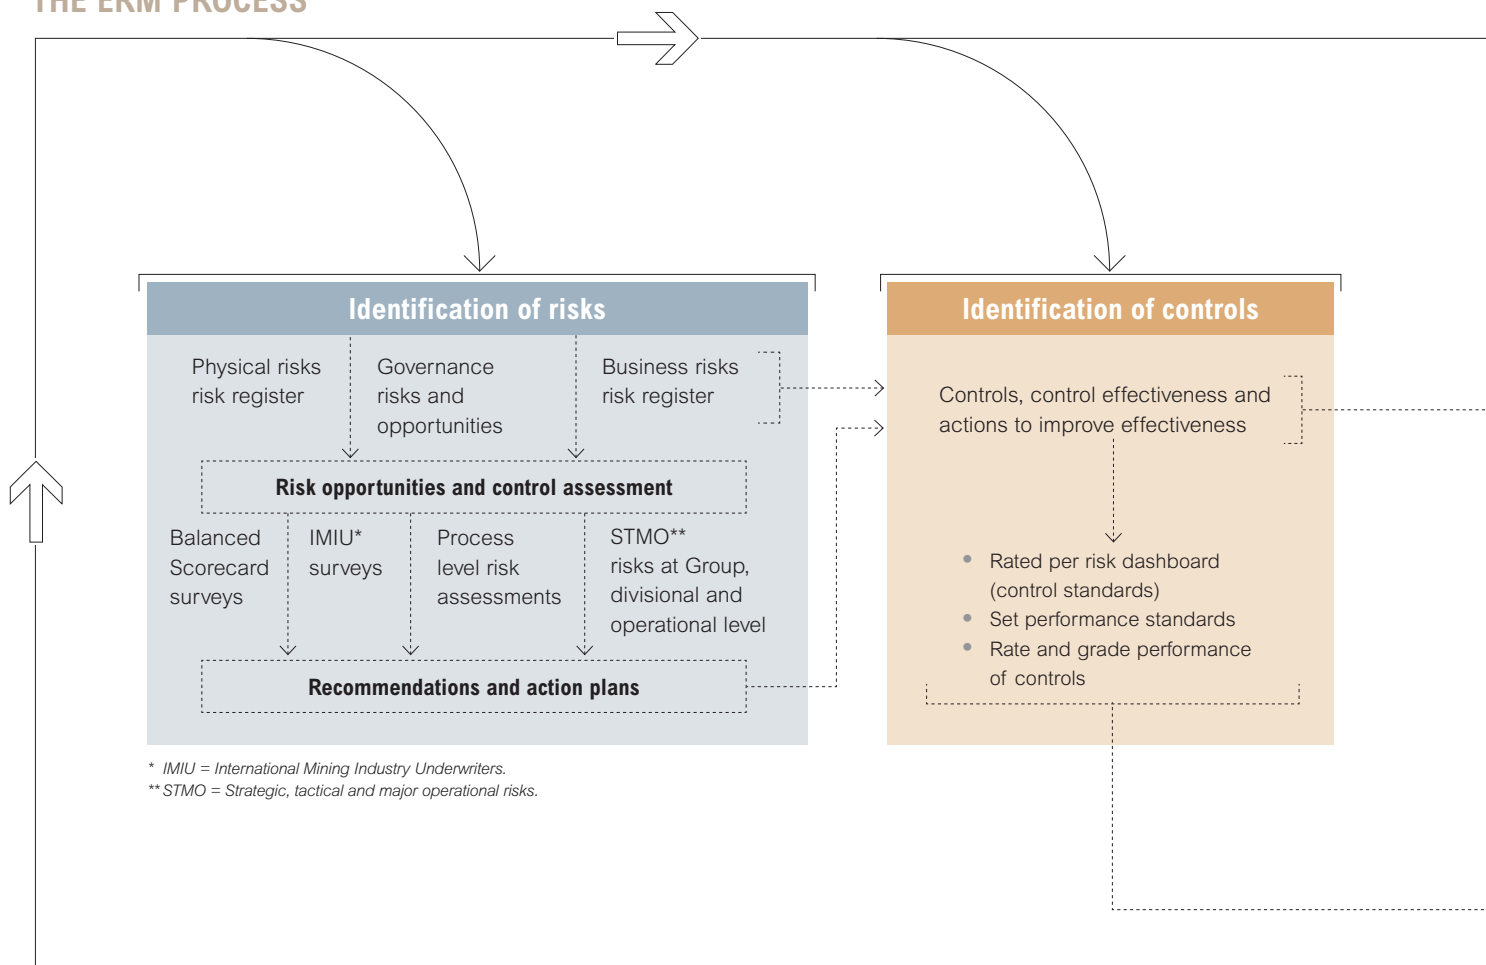 THE ERM PROCESS
Identification of risks
Physical risks
risk register
Governance
risks and
opportunities
Business risks
risk register
Risk opportunities and control assessment
Balanced
Scorecard
surveys
IMIU*
surveys
Process
level risk
assessments
STMO**
risks at Group,
divisional and
operational level
Recommendations and action plans
* IMIU = International Mining Industry Underwriters.
** STMO = Strategic, tactical and major operational risks.
Identification of controls
Controls, control effectiveness and
actions to improve effectiveness
• Rated per risk dashboard
(control standards)
• Set performance standards
• Rate and grade performance
of controls